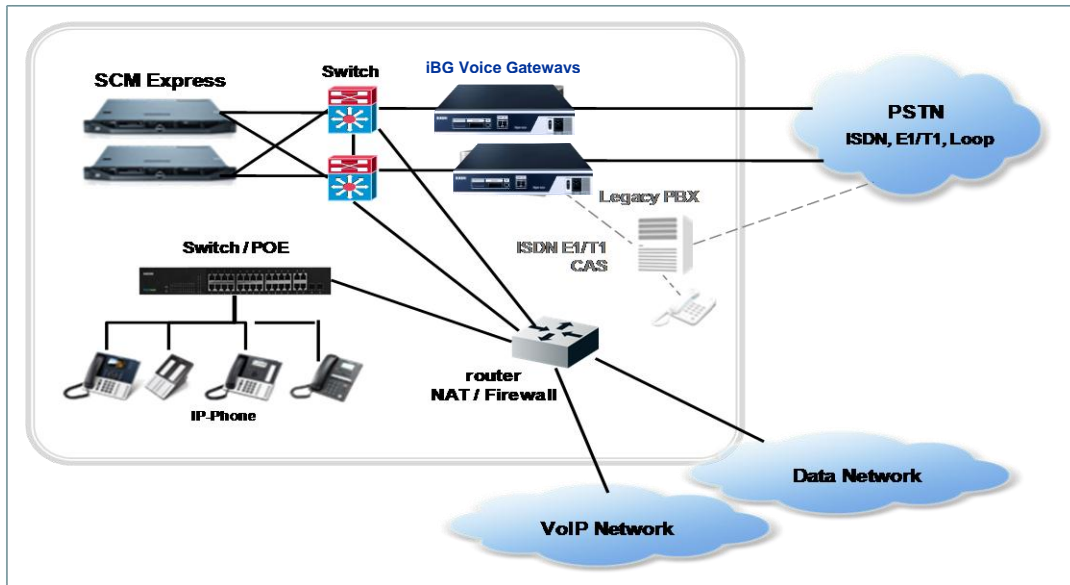 SCM Express
Switch
iBG Voice Gatewavs
PSTN
ISDN, E1/T1, Loop
Legacy PBX
ISDN E1/T1
CAS
Switch / POE
IP-Phone
router
NAT / Firewall
Data Network
VoIP Network